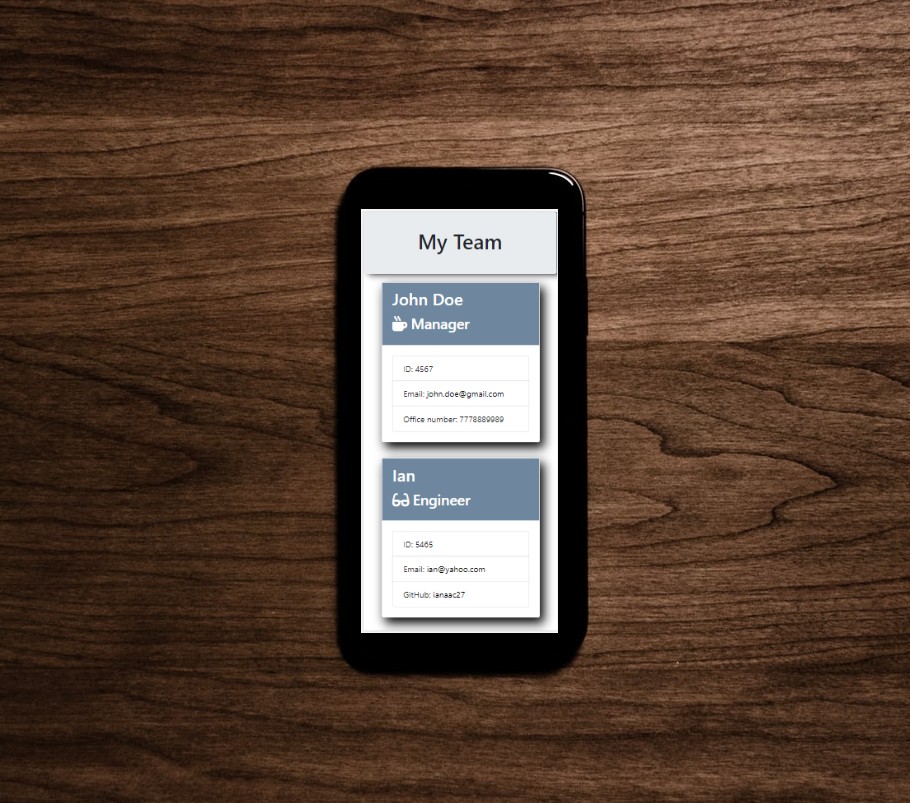 My Team
John Doe
Manager
ID: 4567
Email: john.doe@gmail.com
Office number: 7778889989
Ian
Engineer
ID: 5465
Email: ian@yahoo.com
GitHub: ianaac27